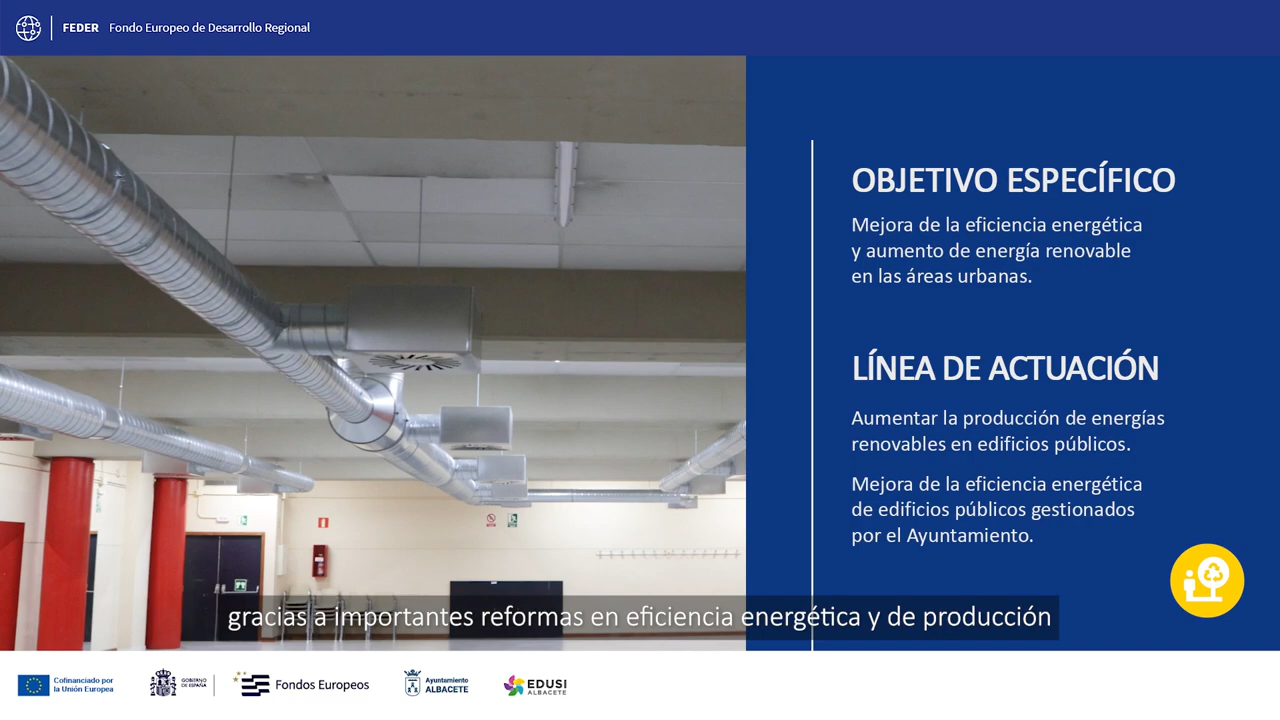 FEDER Fondo Europeo de Desarrollo Regional
OBJETIVO ESPECÍFICO
Mejora de la eficiencia energética
y aumento de energía renovable
en las áreas urbanas.
LÍNEA DE ACTUACIÓN
Aumentar la producción de energías
renovables en edificios públicos.
Mejora de la eficiencia energética
de edificios públicos gestionados
por el Ayuntamiento.
gracias a importantes reformas en eficiencia energética y de producción
Cofinanciado por
la Unión Europea
GOBIERNO
DE ESPAÑA
Fondos Europeos
Ayuntamiento
ALBACETE
EDUSI
ALBACETE